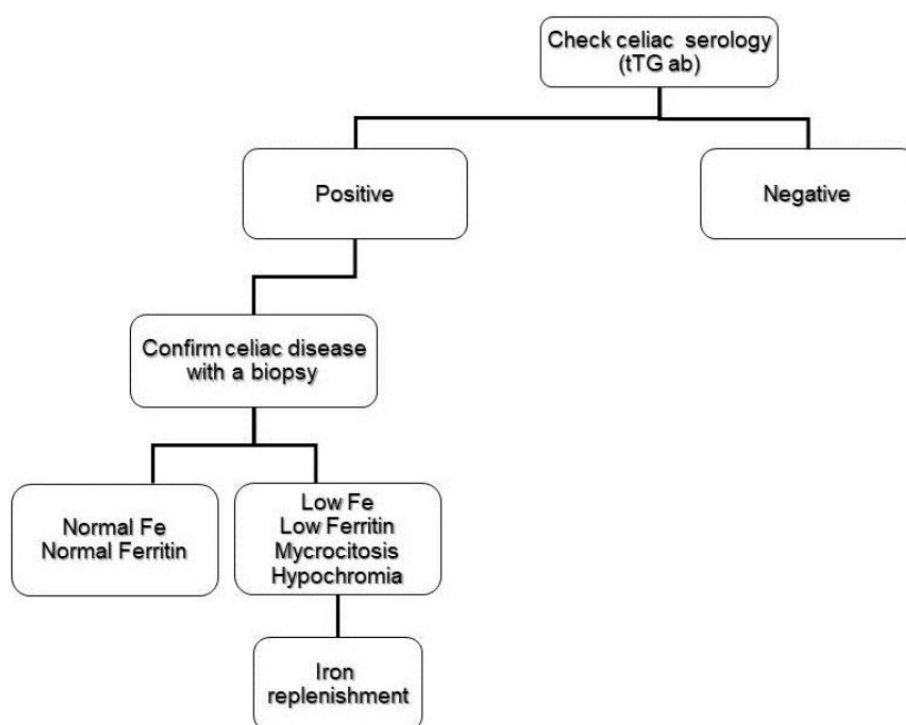 Check celiac serology
(tTG ab)
Positive
Negative
Confirm celiac disease
with a biopsy
Normal Fe
Normal Ferritin
Low Fe
Low Ferritin
Mycrocitosis
Hypochromia
Iron
replenishment